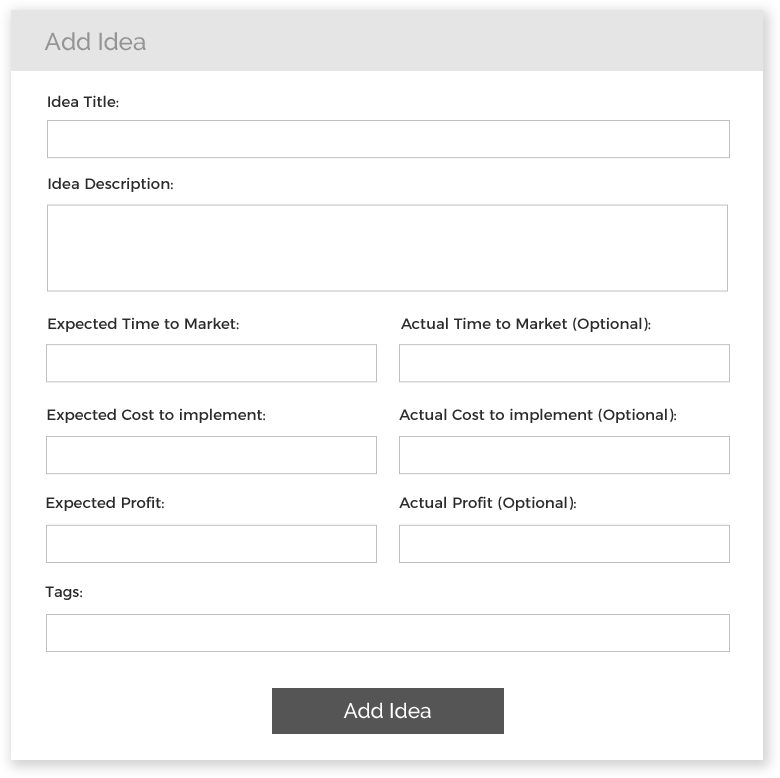 Add Idea
Idea Title:
Idea Description:
Expected Time to Market:
Actual Time to Market (Optional):
Expected Cost to implement:
Actual Cost to implement (Optional):
Expected Profit:
Actual Profit (Optional):
Tags:
Add Idea